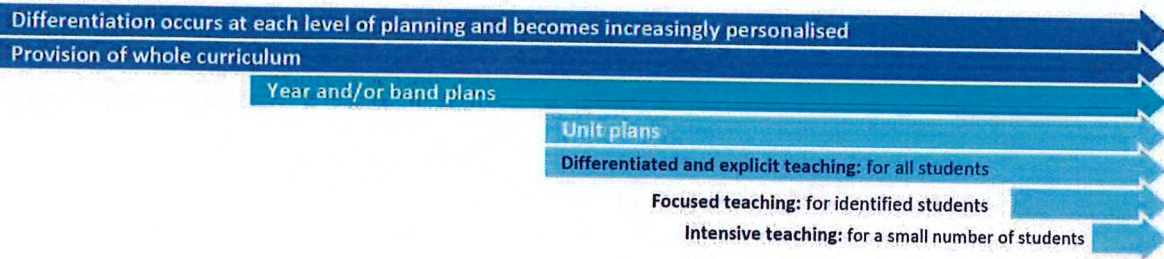 Differentiation occurs at each level of planning and becomes increasingly personalised
Provision of whole curriculum
Year and/or band plans
Unit plans
Differentiated and explicit teaching: for all students
Focused teaching: for identified students
Intensive teaching: for a small number of students